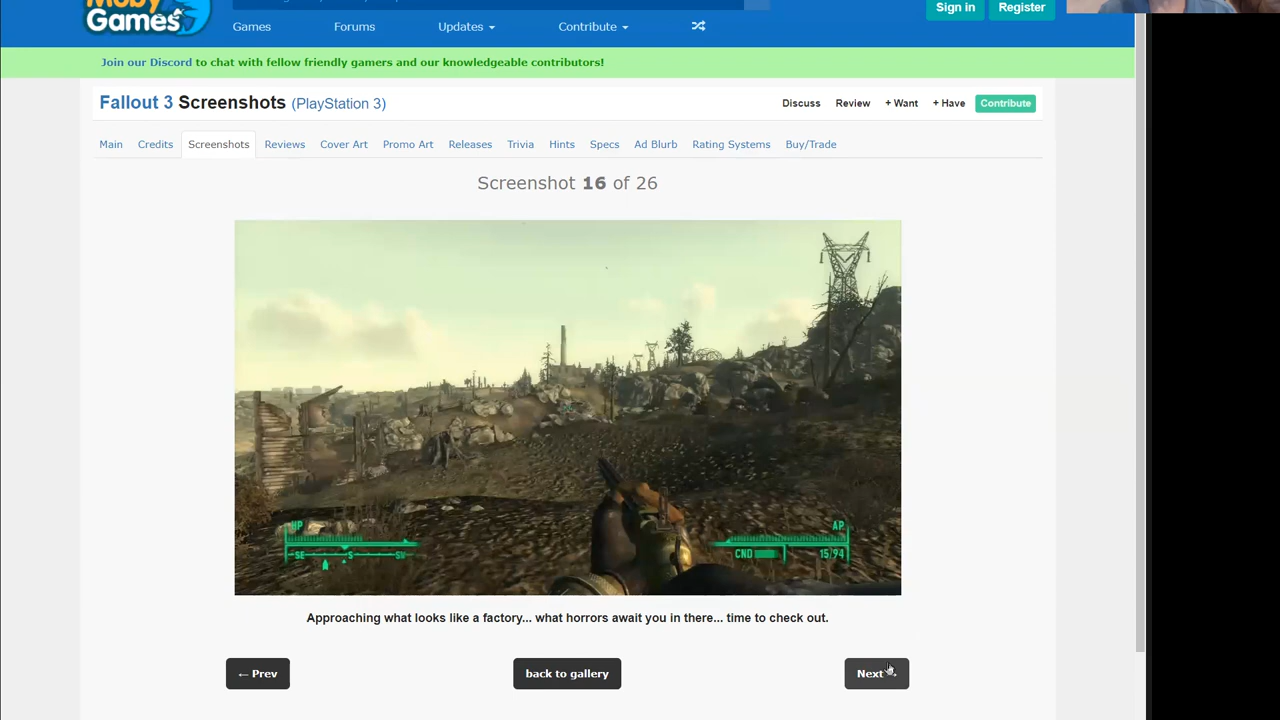 Moby
Games
Sign in
Register
Games
Forums
Updates
Contribute
Join our Discord to chat with fellow friendly gamers and our knowledgeable contributors!
Fallout 3 Screenshots (PlayStation 3)
Discuss
Review
+ Want
+ Have
Contribute
Main
Credits
Screenshots
Reviews
Cover Art
Promo Art
Releases
Trivia
Hints
Specs
Ad Blurb
Rating Systems
Buy/Trade
Screenshot 16 of 26
HP
AP
SE
S
SW
CND
15/94
Approaching what looks like a factory... what horrors await you in there... time to check out.
← Prev
back to gallery
Next →